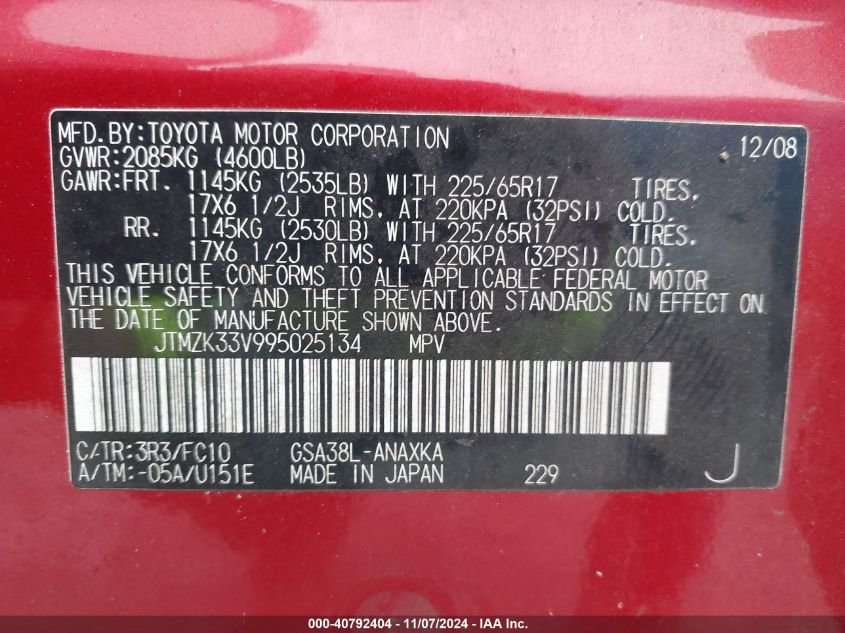 MFD.BY:TOYOTA MOTOR CORPORATION 12/08
GVWR:2085KG (4600LB)
GAWR:FRT. 1145KG (2535LB) WITH 225/65R17 TIRES,
17X6 1/2J RIMS, AT 220KPA (32PSI) COLD.
RR. 1145KG (2530LB) WITH 225/65R17 TIRES,
17X6 1/2J RIMS, AT 220KPA (32PSI) COLD.
THIS VEHICLE CONFORMS TO ALL APPLICABLE FEDERAL MOTOR
VEHICLE SAFETY AND THEFT PREVENTION STANDARDS IN EFFECT ON
THE DATE OF MANUFACTURE SHOWN ABOVE.
JTMZK33V995025134 MPV
C/TR:3R3/FC10 GSA38L-ANAXKA
A/TM:-05A/U151E MADE IN JAPAN 229 J
000-40792404 - 11/07/2024 - IAA Inc.